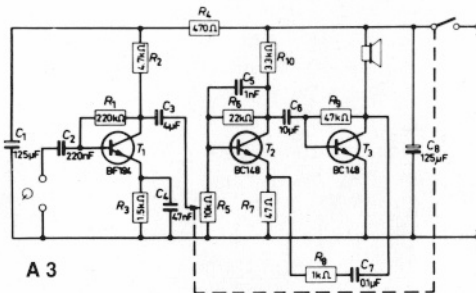 R4
470Ω
4.7kΩ
R2
3.3kΩ
R10
C5
1nF
R1
220kΩ
C3
4µF
R6
22kΩ
C6
10µF
R9
47kΩ
C1
125µF
C2
220nF
T1
BF194
T2
BC148
T3
BC148
C8
125µF
R3
1.5kΩ
C4
47nF
10kΩ
R5
R7
47Ω
R8
1kΩ
C7
0.1µF
A 3